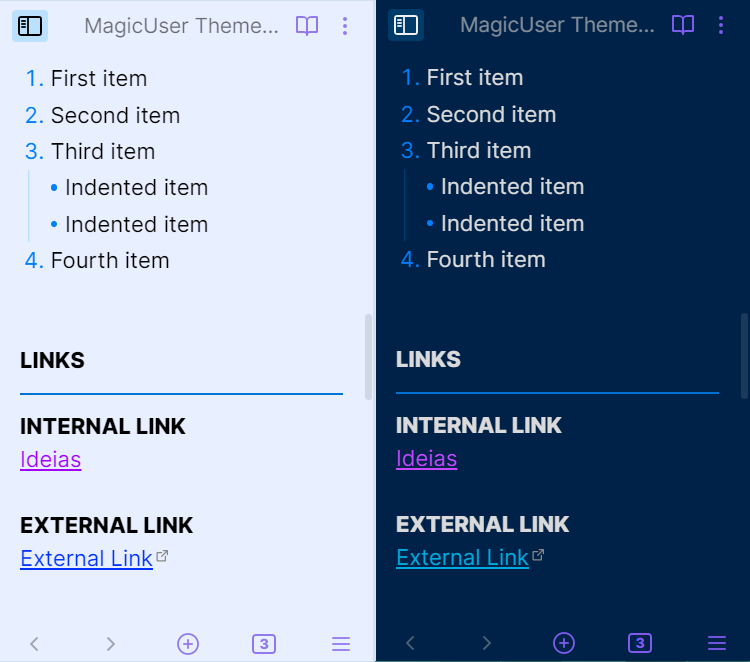 MagicUser Theme...
1. First item
2. Second item
3. Third item
• Indented item
• Indented item
4. Fourth item
LINKS
INTERNAL LINK
Ideias
EXTERNAL LINK
External Link
3
MagicUser Theme...
1. First item
2. Second item
3. Third item
• Indented item
• Indented item
4. Fourth item
LINKS
INTERNAL LINK
Ideias
EXTERNAL LINK
External Link
3